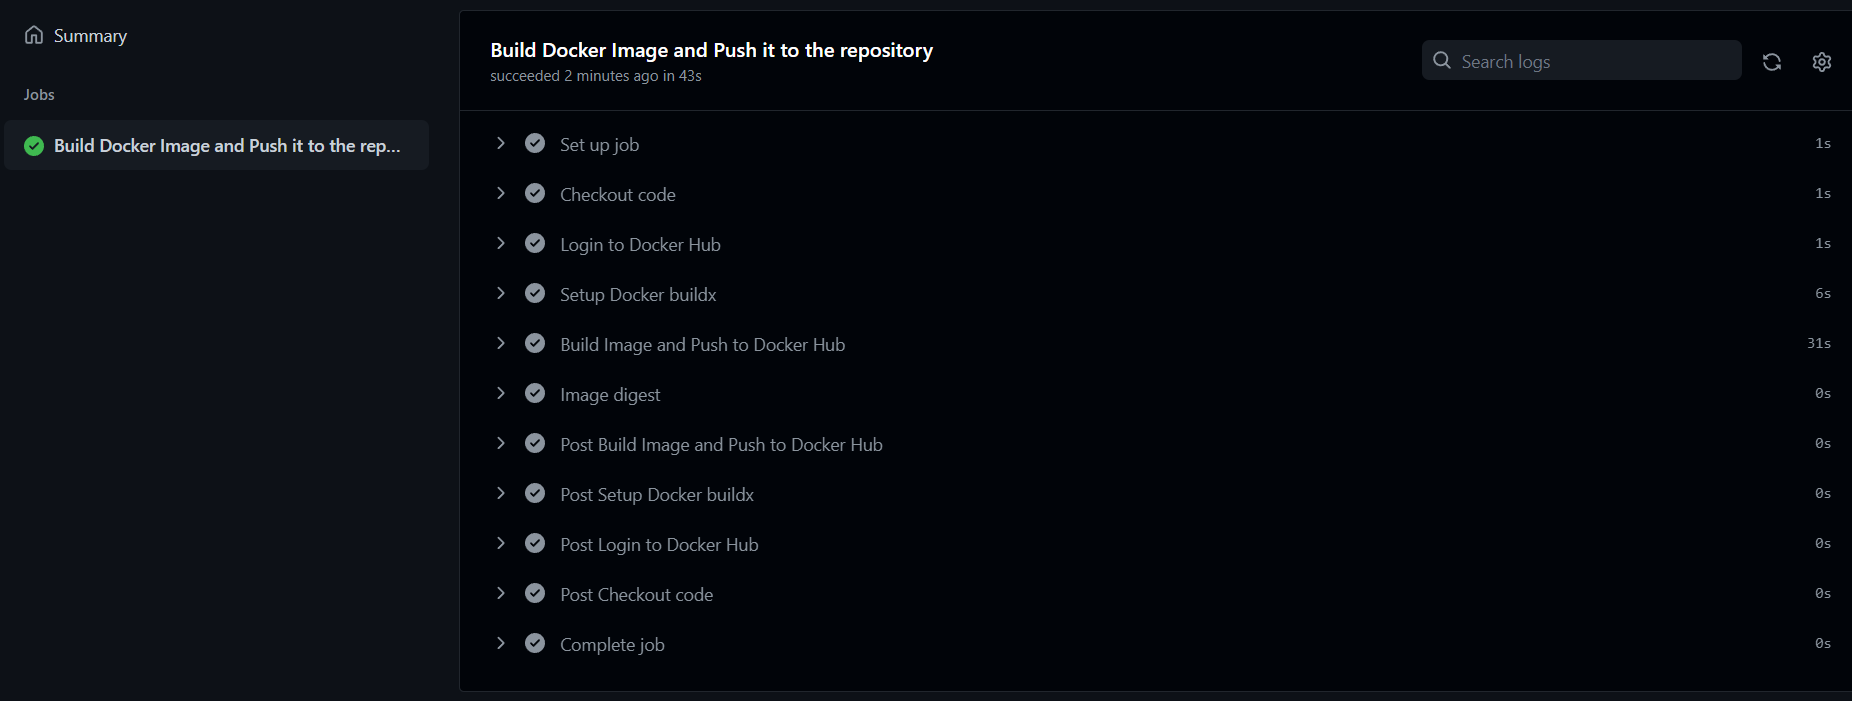 Summary
Jobs
Build Docker Image and Push it to the rep...
Build Docker Image and Push it to the repository
succeeded 2 minutes ago in 43s
Search logs
Set up job 1s
Checkout code 1s
Login to Docker Hub 1s
Setup Docker buildx 6s
Build Image and Push to Docker Hub 31s
Image digest 0s
Post Build Image and Push to Docker Hub 0s
Post Setup Docker buildx 0s
Post Login to Docker Hub 0s
Post Checkout code 0s
Complete job 0s